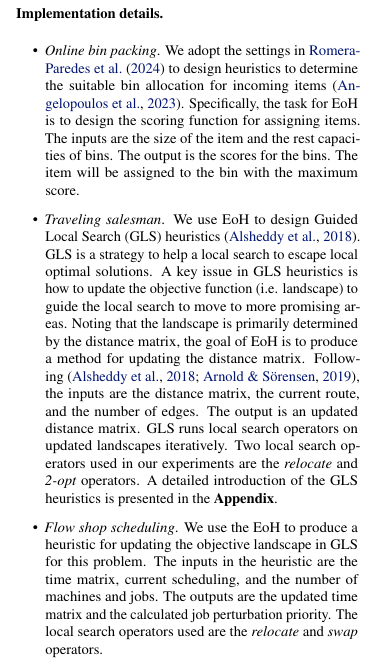 Implementation details.
• Online bin packing. We adopt the settings in Romera-
Paredes et al. (2024) to design heuristics to determine
the suitable bin allocation for incoming items (An-
gelopoulos et al., 2023). Specifically, the task for EoH
is to design the scoring function for assigning items.
The inputs are the size of the item and the rest capaci-
ties of bins. The output is the scores for the bins. The
item will be assigned to the bin with the maximum
score.
• Traveling salesman. We use EoH to design Guided
Local Search (GLS) heuristics (Alsheddy et al., 2018).
GLS is a strategy to help a local search to escape local
optimal solutions. A key issue in GLS heuristics is
how to update the objective function (i.e. landscape) to
guide the local search to move to more promising ar-
eas. Noting that the landscape is primarily determined
by the distance matrix, the goal of EoH is to produce
a method for updating the distance matrix. Follow-
ing (Alsheddy et al., 2018; Arnold & Sörensen, 2019),
the inputs are the distance matrix, the current route,
and the number of edges. The output is an updated
distance matrix. GLS runs local search operators on
updated landscapes iteratively. Two local search op-
erators used in our experiments are the relocate and
2-opt operators. A detailed introduction of the GLS
heuristics is presented in the Appendix.
• Flow shop scheduling. We use the EoH to produce a
heuristic for updating the objective landscape in GLS
for this problem. The inputs in the heuristic are the
time matrix, current scheduling, and the number of
machines and jobs. The outputs are the updated time
matrix and the calculated job perturbation priority. The
local search operators used are the relocate and swap
operators.